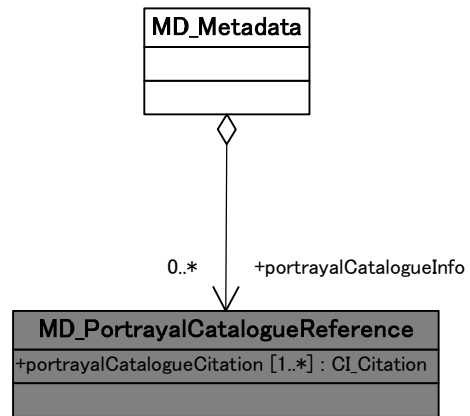 MD_Metadata
0..* +portrayalCatalogueInfo
MD_PortrayalCatalogueReference
+portrayalCatalogueCitation [1..*] : CI_Citation